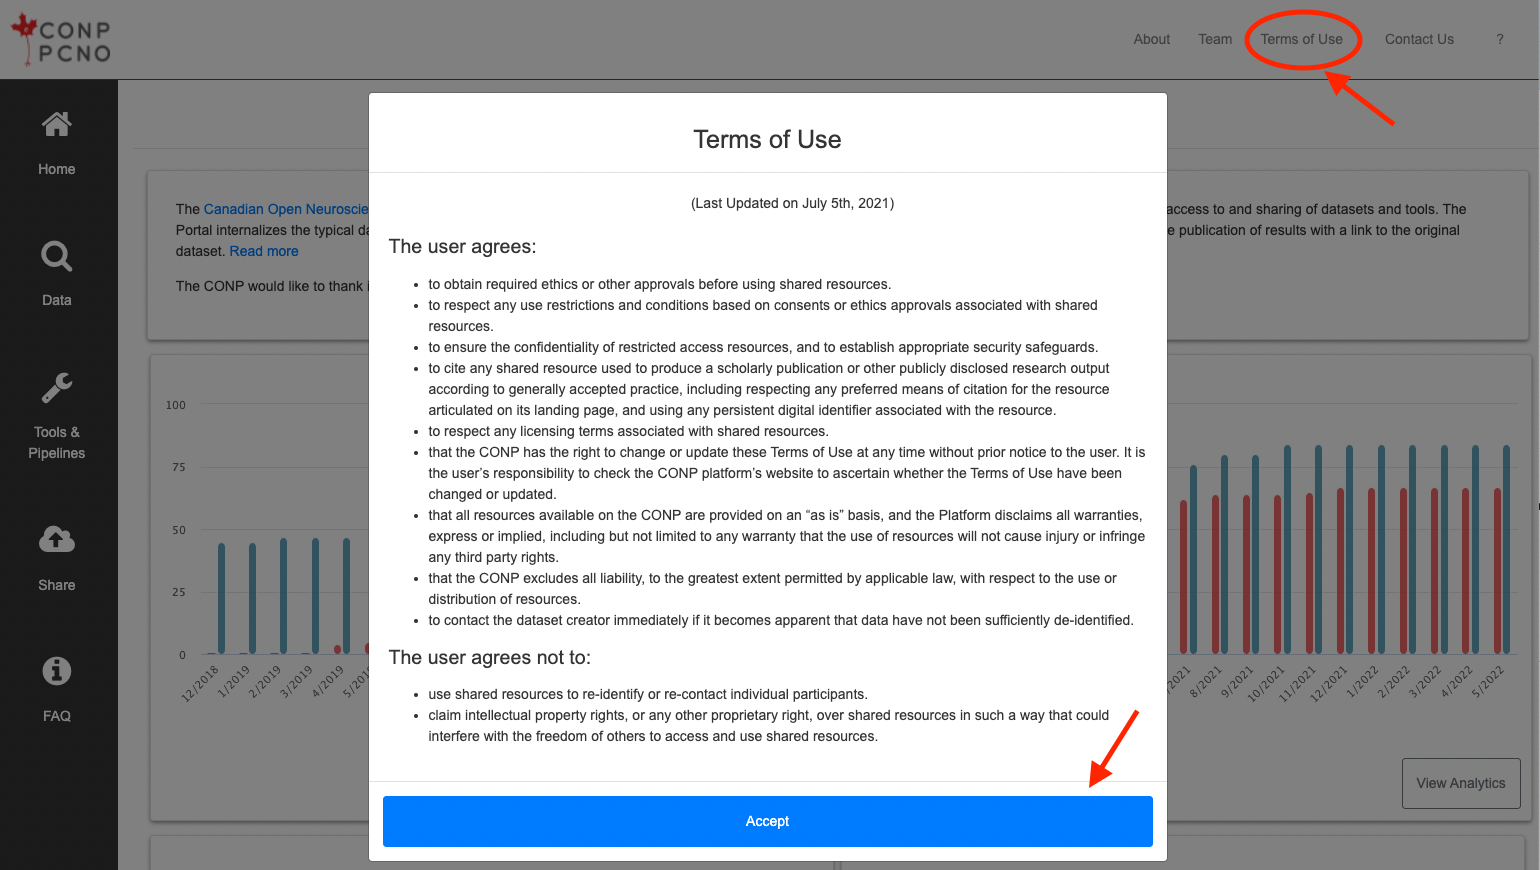 CONP
PCNO
About Team Terms of Use Contact Us ?
Home
Data
Tools &
Pipelines
Share
FAQ
The Canadian Open Neuroscie
access to and sharing of datasets and tools. The
Portal internalizes the typical da
e publication of results with a link to the original
dataset. Read more
The CONP would like to thank i
Terms of Use
(Last Updated on July 5th, 2021)
The user agrees:
• to obtain required ethics or other approvals before using shared resources.
• to respect any use restrictions and conditions based on consents or ethics approvals associated with shared
resources.
• to ensure the confidentiality of restricted access resources, and to establish appropriate security safeguards.
• to cite any shared resource used to produce a scholarly publication or other publicly disclosed research output
according to generally accepted practice, including respecting any preferred means of citation for the resource
articulated on its landing page, and using any persistent digital identifier associated with the resource.
• to respect any licensing terms associated with shared resources.
• that the CONP has the right to change or update these Terms of Use at any time without prior notice to the user. It is
the user’s responsibility to check the CONP platform’s website to ascertain whether the Terms of Use have been
changed or updated.
• that all resources available on the CONP are provided on an “as is” basis, and the Platform disclaims all warranties,
express or implied, including but not limited to any warranty that the use of resources will not cause injury or infringe
any third party rights.
• that the CONP excludes all liability, to the greatest extent permitted by applicable law, with respect to the use or
distribution of resources.
• to contact the dataset creator immediately if it becomes apparent that data have not been sufficiently de-identified.
The user agrees not to:
• use shared resources to re-identify or re-contact individual participants.
• claim intellectual property rights, or any other proprietary right, over shared resources in such a way that could
interfere with the freedom of others to access and use shared resources.
Accept
100
75
50
25
0
12/2018 1/2019 2/2019 3/2019 4/2019 5/201
/2021 8/2021 9/2021 10/2021 11/2021 12/2021 1/2022 2/2022 3/2022 4/2022 5/2022
View Analytics